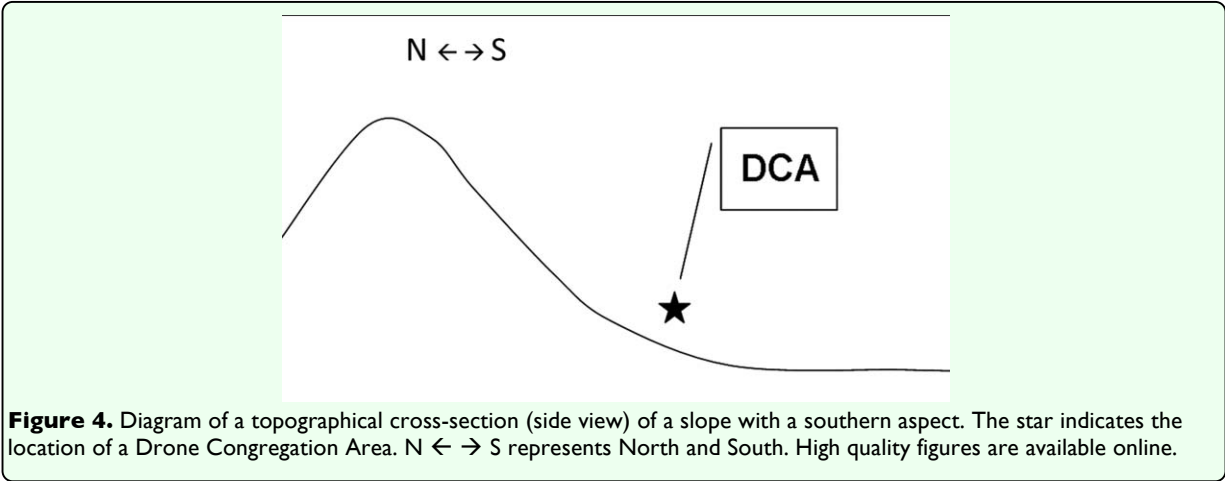 N ← → S
DCA
Figure 4. Diagram of a topographical cross-section (side view) of a slope with a southern aspect. The star indicates the
location of a Drone Congregation Area. N ← → S represents North and South. High quality figures are available online.